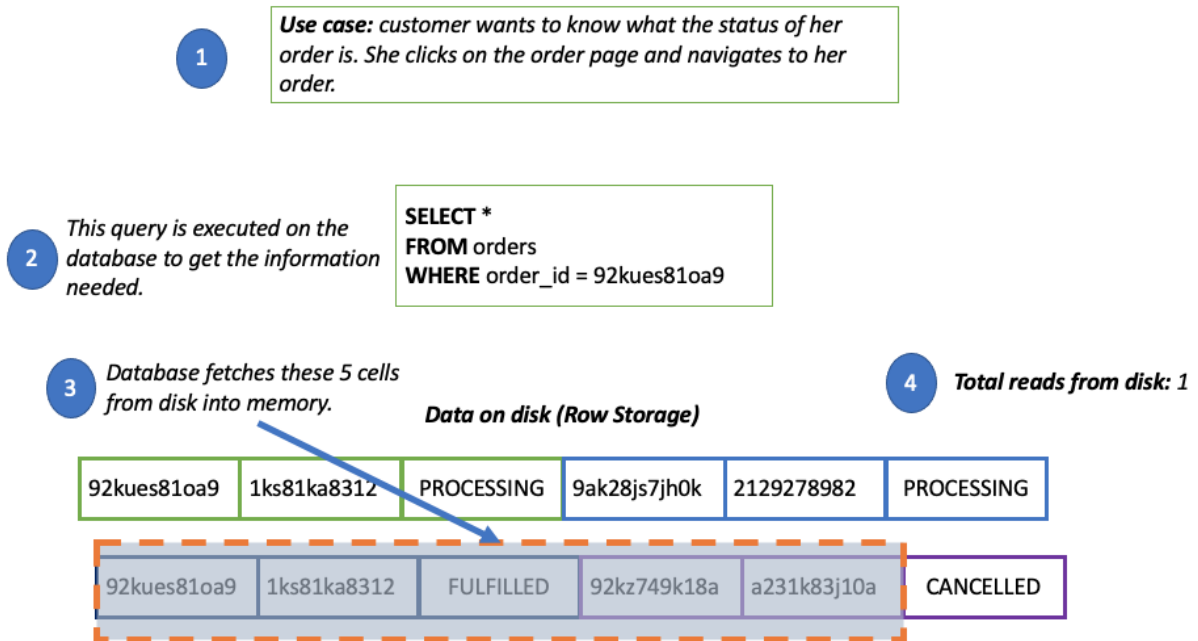 1
Use case: customer wants to know what the status of her
order is. She clicks on the order page and navigates to her
order.
2
This query is executed on the
database to get the information
needed.
SELECT *
FROM orders
WHERE order_id = 92kues81oa9
3
Database fetches these 5 cells
from disk into memory.
4
Total reads from disk: 1
Data on disk (Row Storage)
92kues81oa9 1ks81ka8312 PROCESSING 9ak28js7jh0k 2129278982 PROCESSING
92kues81oa9 1ks81ka8312 FULFILLED 92kz749k18a a231k83j10a CANCELLED